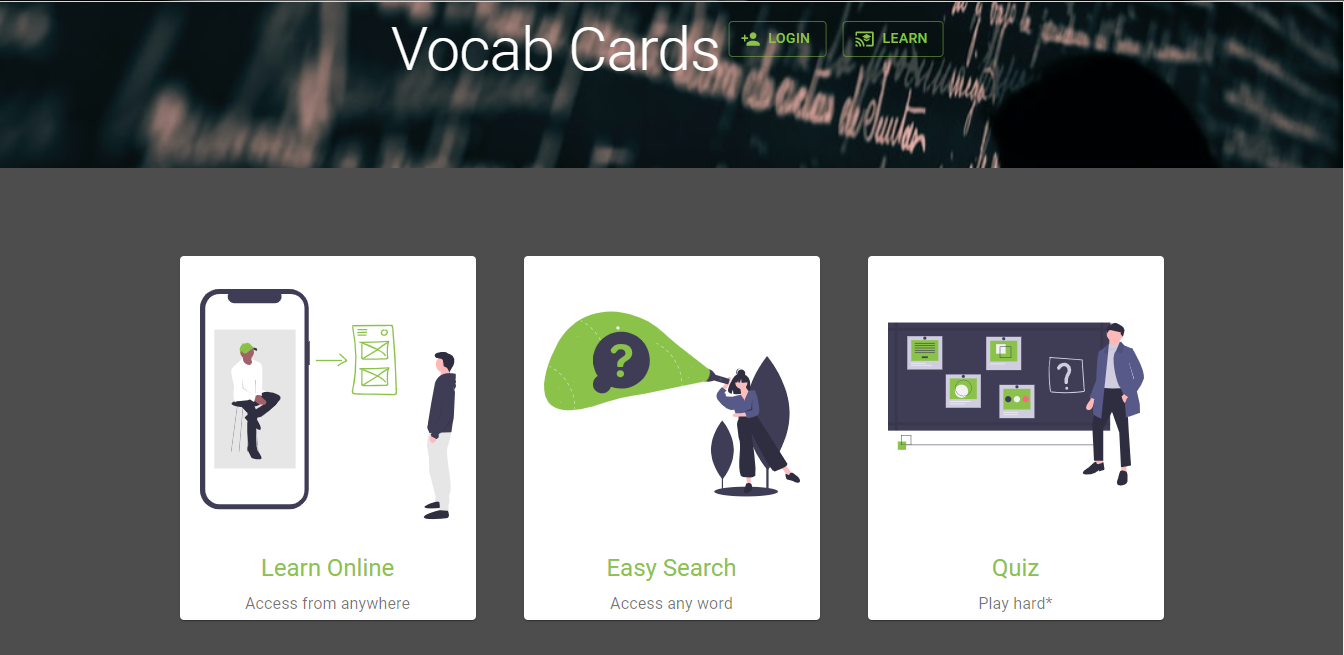 Vocab Cards
LOGIN
LEARN
?
?
Learn Online
Easy Search
Quiz
Access from anywhere
Access any word
Play hard*